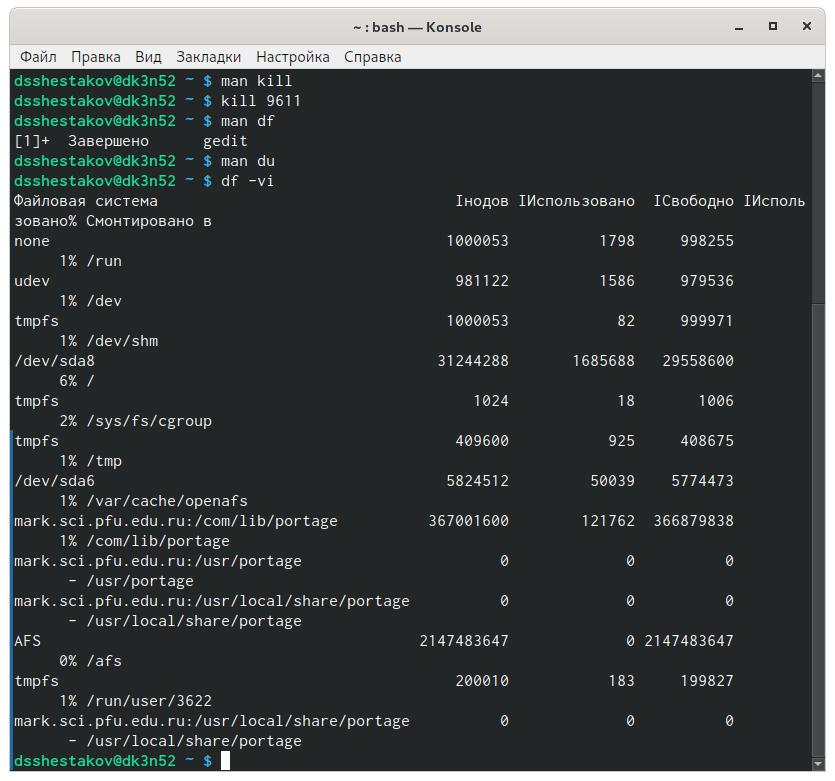 ~ : bash — Konsole
Файл Правка Вид Закладки Настройка Справка
dsshestakov@dk3n52 ~ $ man kill
dsshestakov@dk3n52 ~ $ kill 9611
dsshestakov@dk3n52 ~ $ man df
[1]+  Завершено      gedit
dsshestakov@dk3n52 ~ $ man du
dsshestakov@dk3n52 ~ $ df -vi
Файловая система                                 Iнодов IИспользовано  IСвободно IИсполь
зовано% Смонтировано в
none                                            1000053          1798     998255
     1% /run
udev                                             981122          1586     979536
     1% /dev
tmpfs                                           1000053            82     999971
     1% /dev/shm
/dev/sda8                                      31244288       1685688   29558600
     6% /
tmpfs                                              1024            18       1006
     2% /sys/fs/cgroup
tmpfs                                            409600           925     408675
     1% /tmp
/dev/sda6                                       5824512         50039    5774473
     1% /var/cache/openafs
mark.sci.pfu.edu.ru:/com/lib/portage          367001600        121762  366879838
     1% /com/lib/portage
mark.sci.pfu.edu.ru:/usr/portage                      0             0          0
      - /usr/portage
mark.sci.pfu.edu.ru:/usr/local/share/portage          0             0          0
      - /usr/local/share/portage
AFS                                          2147483647             0 2147483647
     0% /afs
tmpfs                                            200010           183     199827
     1% /run/user/3622
mark.sci.pfu.edu.ru:/usr/local/share/portage          0             0          0
      - /usr/local/share/portage
dsshestakov@dk3n52 ~ $